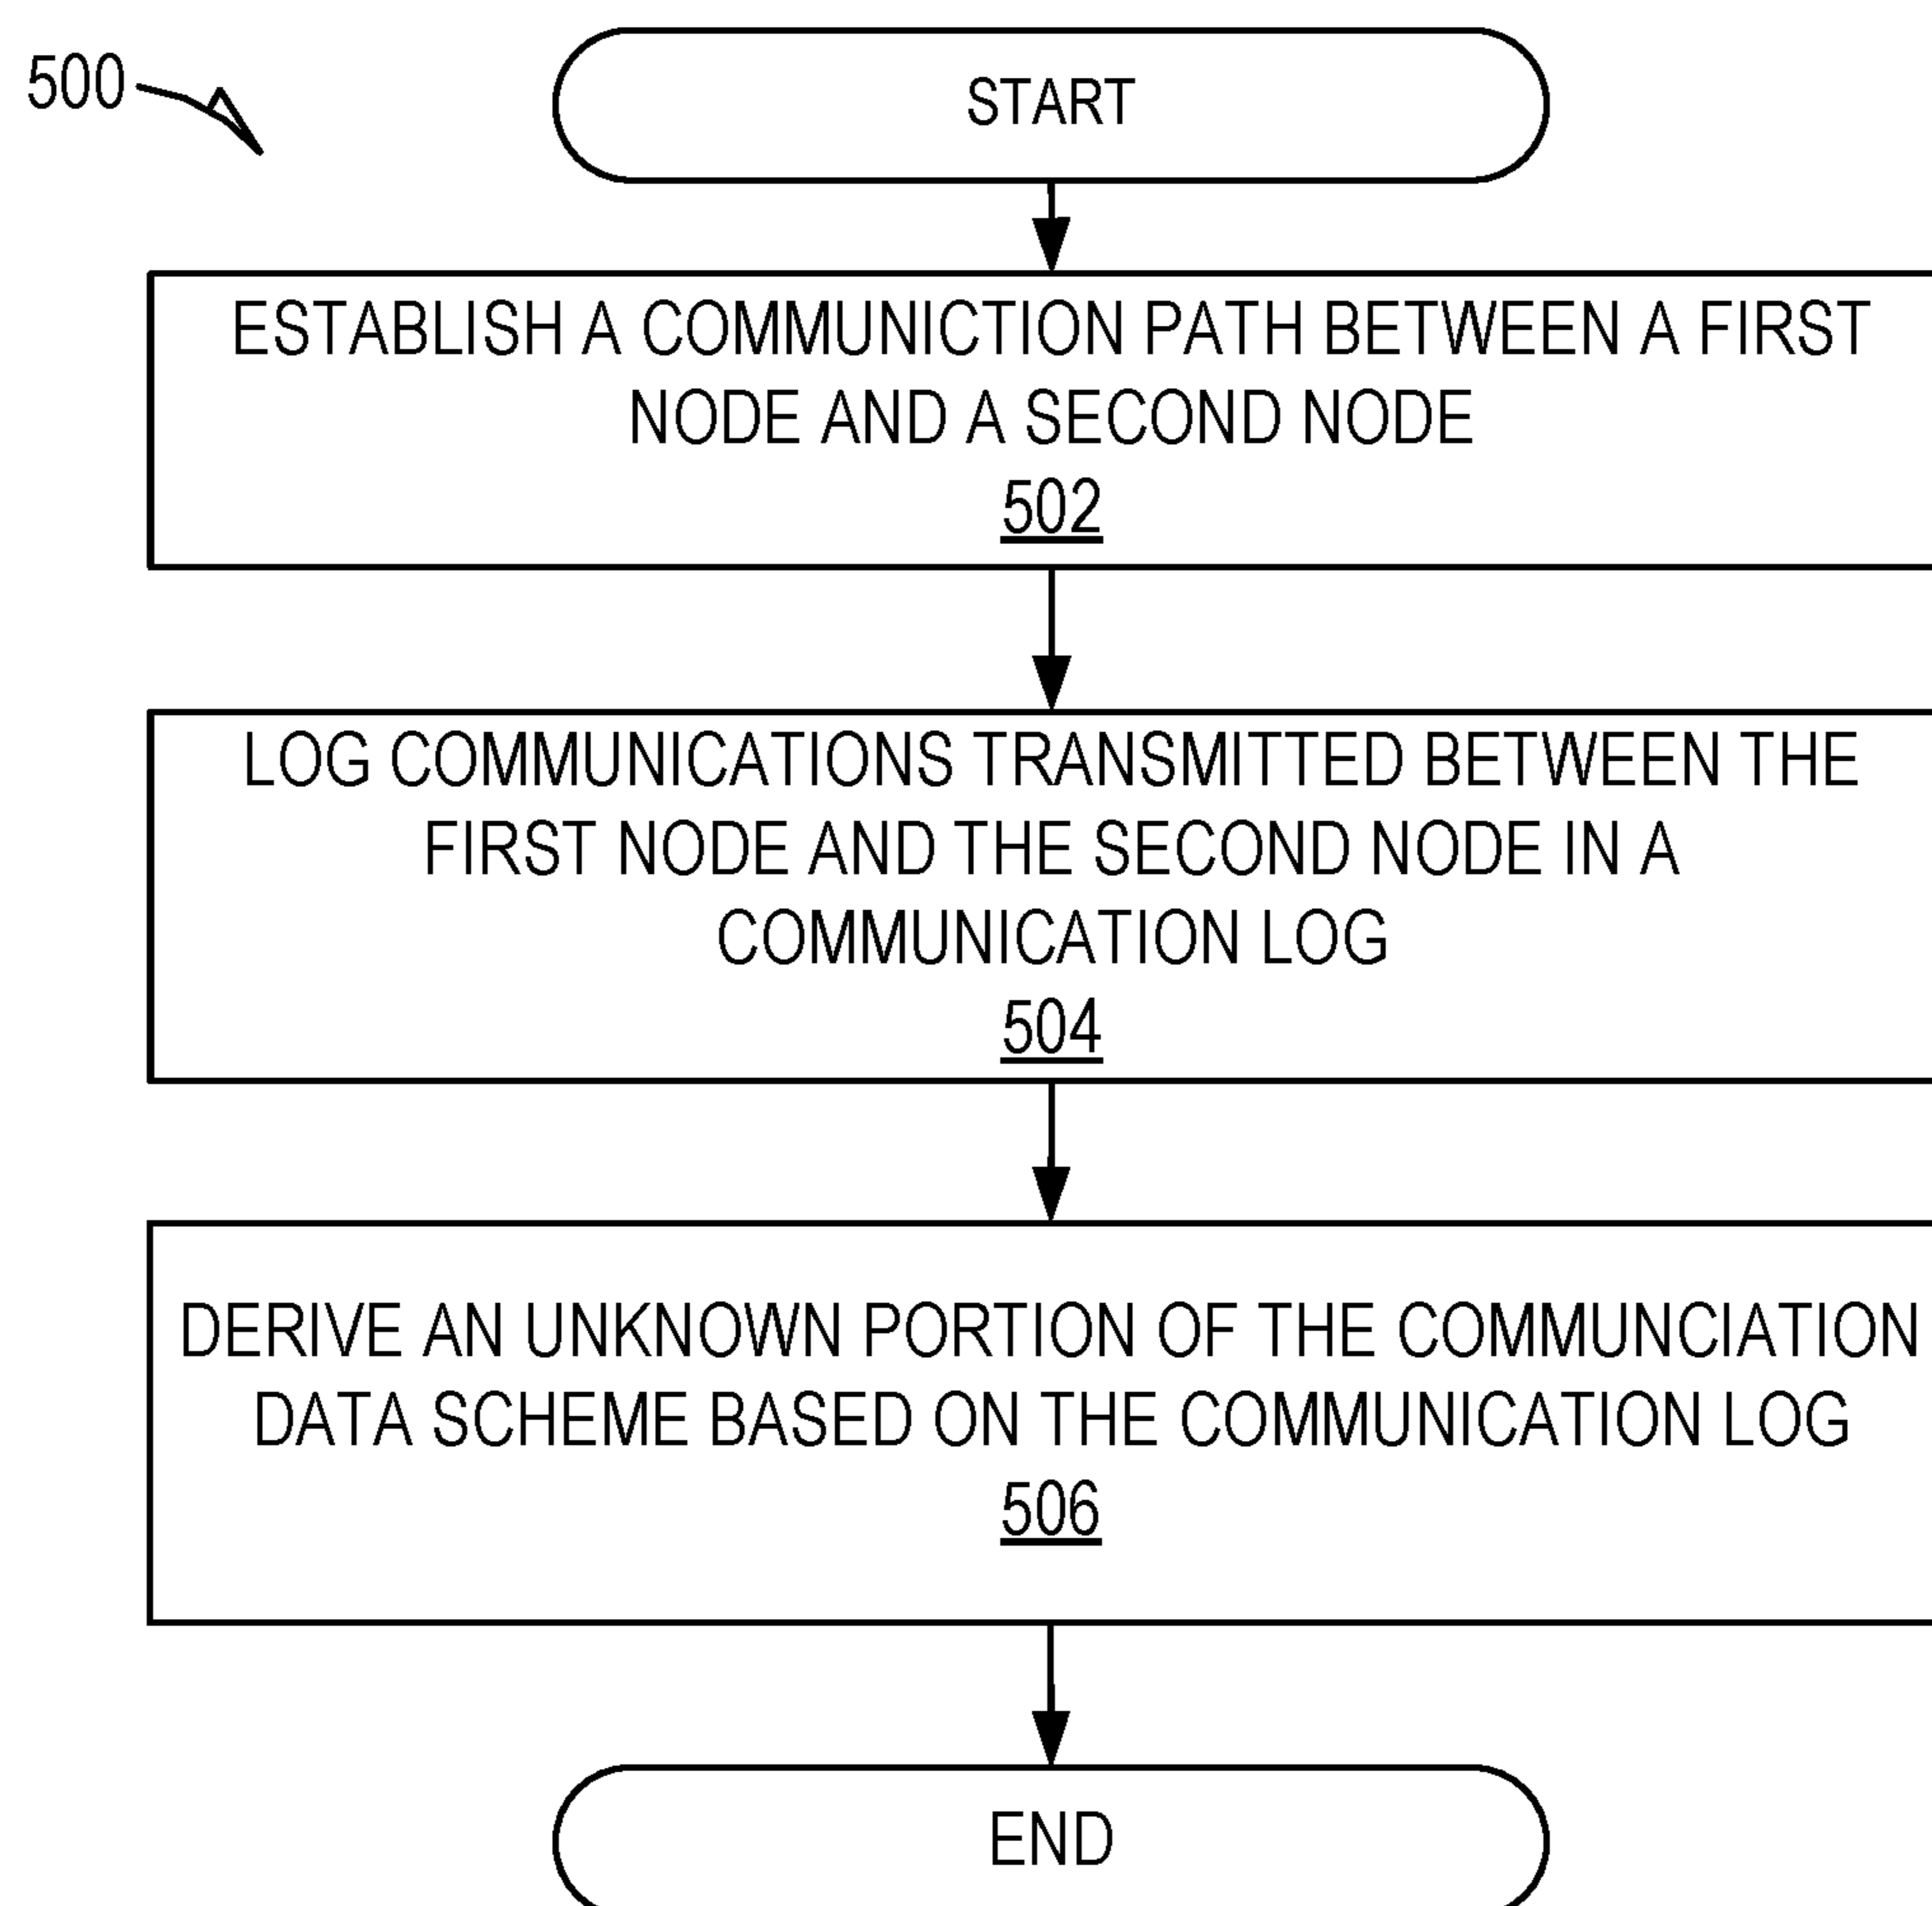 500
START
ESTABLISH A COMMUNICTION PATH BETWEEN A FIRST
NODE AND A SECOND NODE
502
LOG COMMUNICATIONS TRANSMITTED BETWEEN THE
FIRST NODE AND THE SECOND NODE IN A
COMMUNICATION LOG
504
DERIVE AN UNKNOWN PORTION OF THE COMMUNCIATION
DATA SCHEME BASED ON THE COMMUNICATION LOG
506
END